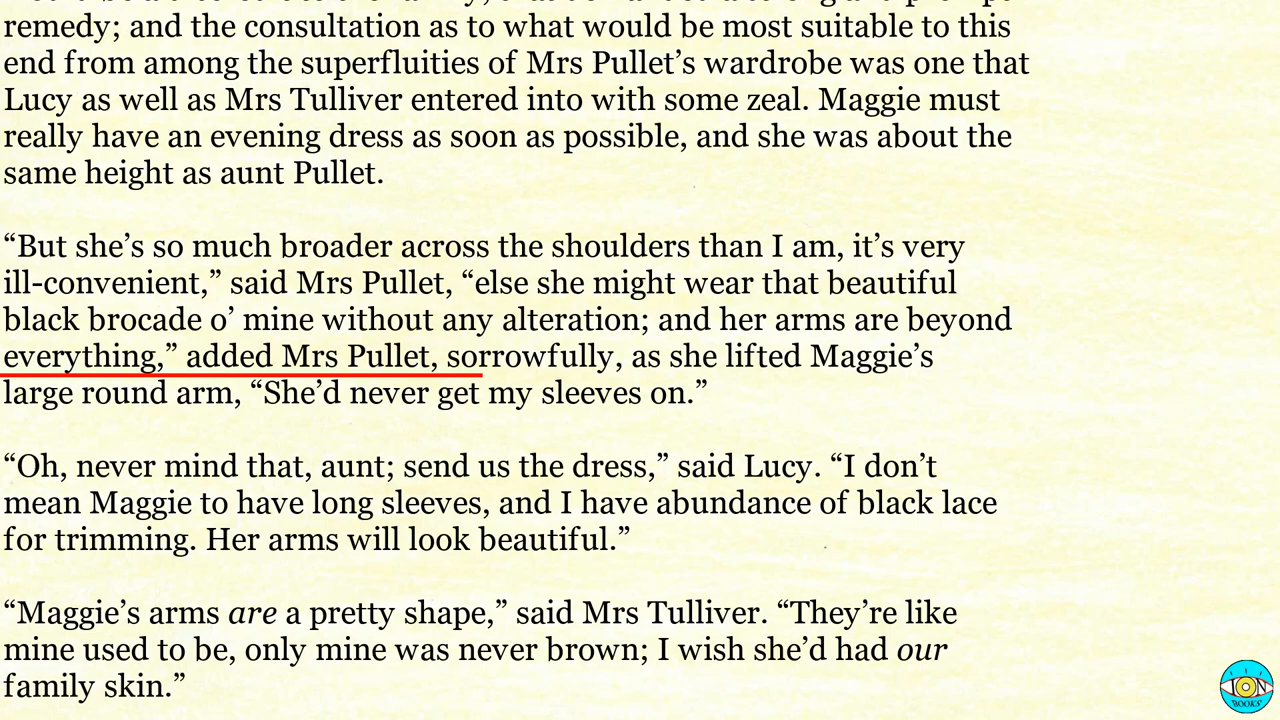 remedy; and the consultation as to what would be most suitable to this
end from among the superfluities of Mrs Pullet’s wardrobe was one that
Lucy as well as Mrs Tulliver entered into with some zeal. Maggie must
really have an evening dress as soon as possible, and she was about the
same height as aunt Pullet.
“But she’s so much broader across the shoulders than I am, it’s very
ill-convenient,” said Mrs Pullet, “else she might wear that beautiful
black brocade o’ mine without any alteration; and her arms are beyond
everything,” added Mrs Pullet, sorrowfully, as she lifted Maggie’s
large round arm, “She’d never get my sleeves on.”
“Oh, never mind that, aunt; send us the dress,” said Lucy. “I don’t
mean Maggie to have long sleeves, and I have abundance of black lace
for trimming. Her arms will look beautiful.”
“Maggie’s arms are a pretty shape,” said Mrs Tulliver. “They’re like
mine used to be, only mine was never brown; I wish she’d had our
family skin.”
ION
BOOKS